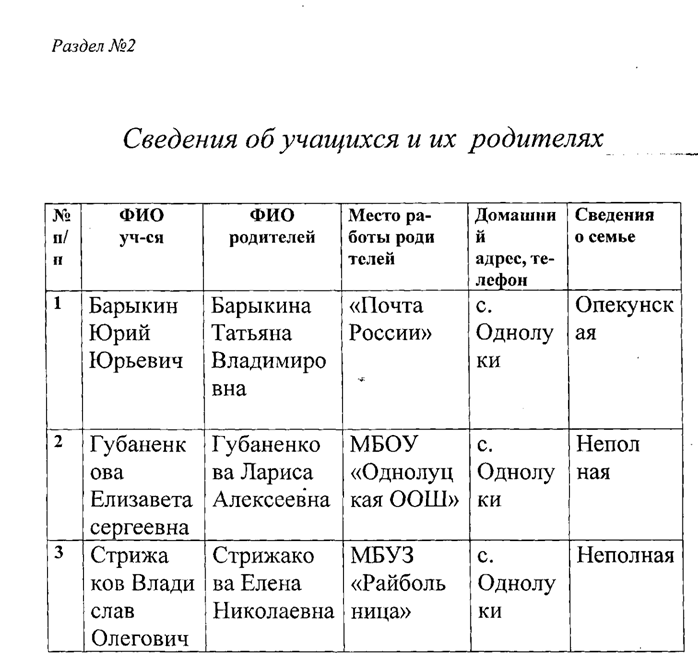 Раздел №2
Сведения об учащихся и их родителях
№
п/
п
ФИО
уч-ся
ФИО
родителей
Место ра-
боты роди
телей
Домашни
й
адрес, те-
лефон
Сведения
о семье
1
Барыкин
Юрий
Юрьевич
Барыкина
Татьяна
Владимиро
вна
«Почта
России»
с.
Однолу
ки
Опекунск
ая
2
Губаненк
ова
Елизавета
сергеевна
Губаненко
ва Лариса
Алексеевна
МБОУ
«Однолуц
кая ООШ»
с.
Однолу
ки
Непол
ная
3
Стрижа
ков Влади
слав
Олегович
Стрижако
ва Елена
Николаевна
МБУЗ
«Райболь
ница»
с.
Однолу
ки
Неполная